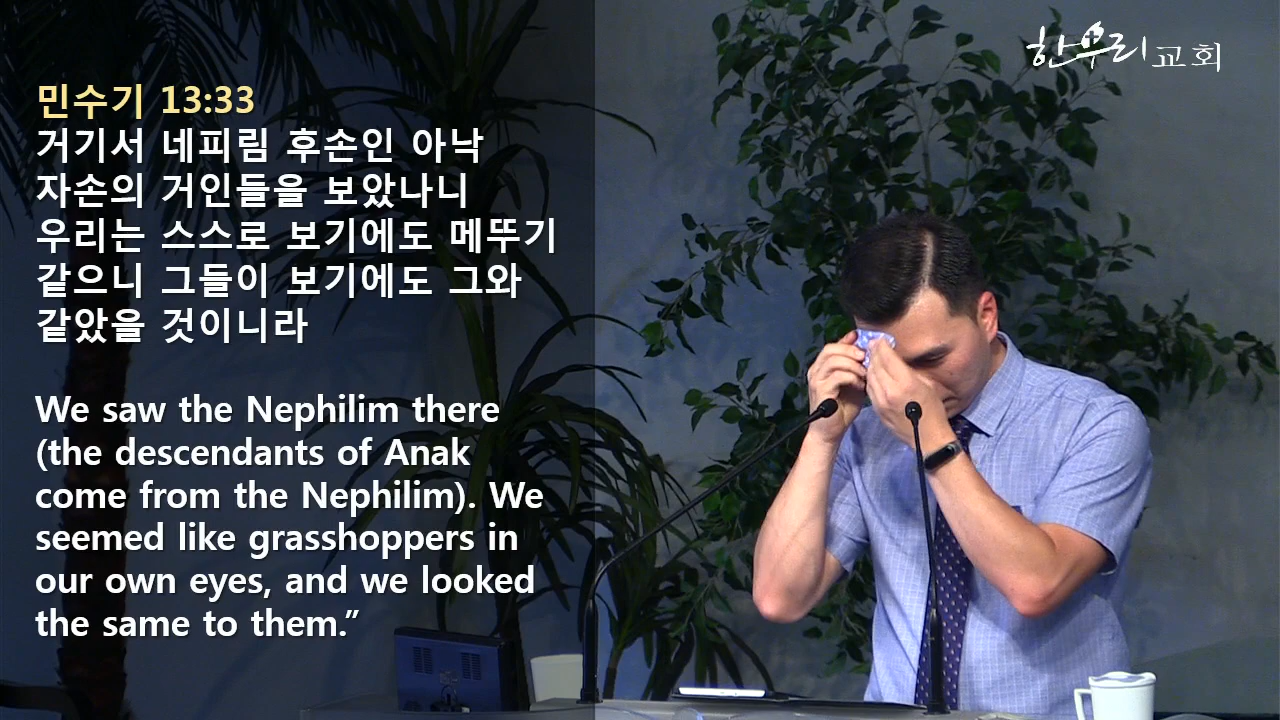 한우리교회
민수기 13:33
거기서 네피림 후손인 아낙
자손의 거인들을 보았나니
우리는 스스로 보기에도 메뚜기
같으니 그들이 보기에도 그와
같았을 것이니라
We saw the Nephilim there
(the descendants of Anak
come from the Nephilim). We
seemed like grasshoppers in
our own eyes, and we looked
the same to them.”